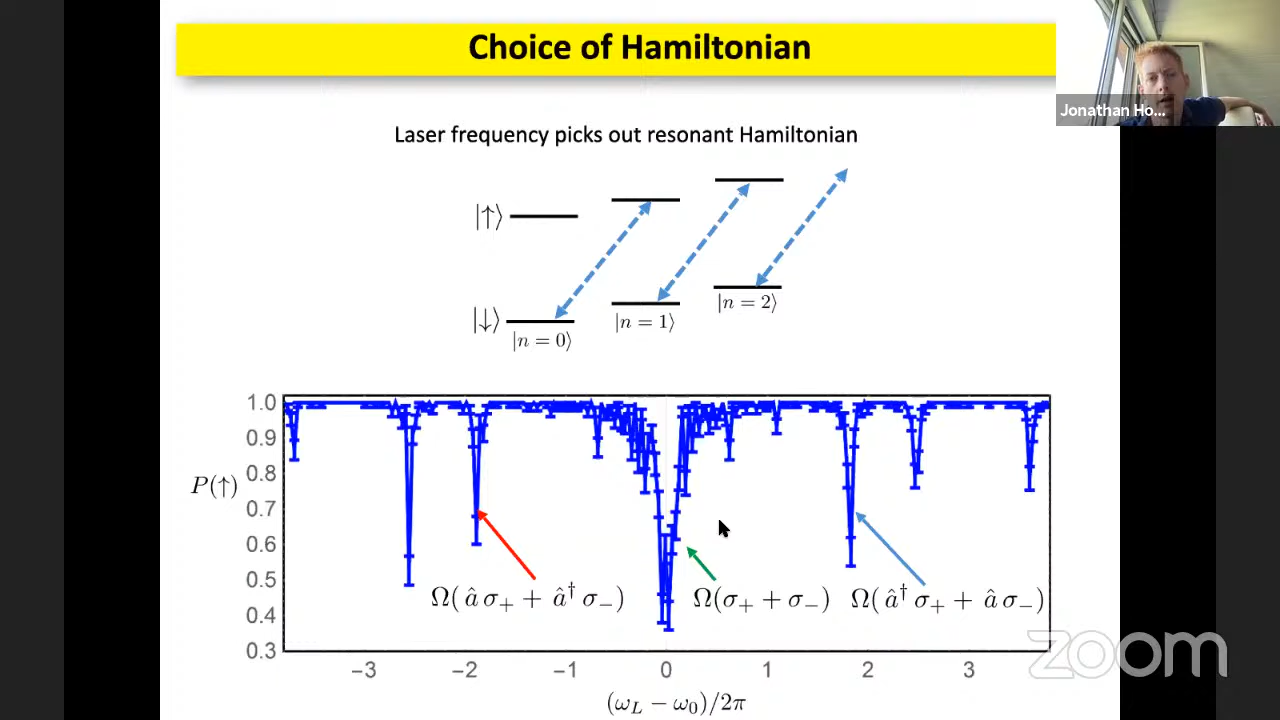 Choice of Hamiltonian
Jonathan Ho...
Laser frequency picks out resonant Hamiltonian
|↑⟩
|↓⟩
|n = 0⟩
|n = 1⟩
|n = 2⟩
1.0
0.9
0.8
0.7
0.6
0.5
0.4
0.3
P(↑)
Ω(â σ₊ + â† σ₋)
Ω(σ₊ + σ₋)
Ω(â† σ₊ + â σ₋)
−3 −2 −1 0 1 2 3
(ω_L − ω₀)/2π
zoom